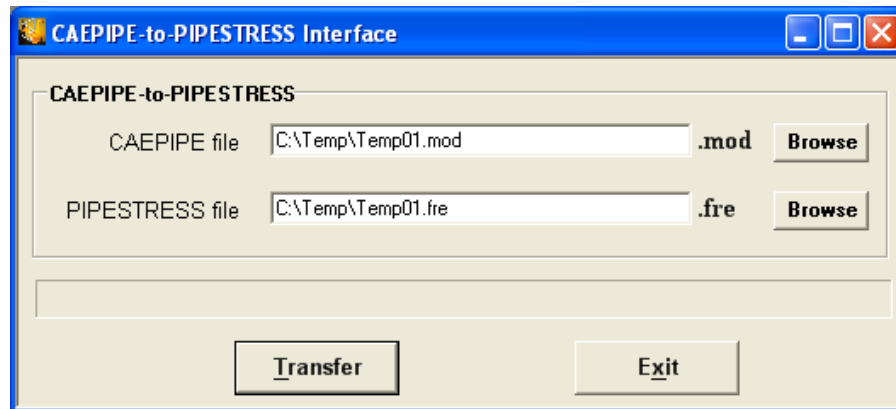 CAEPIPE-to-PIPESTRESS Interface
CAEPIPE-to-PIPESTRESS
CAEPIPE file C:\Temp\Temp01.mod .mod Browse
PIPESTRESS file C:\Temp\Temp01.fre .fre Browse
Transfer Exit